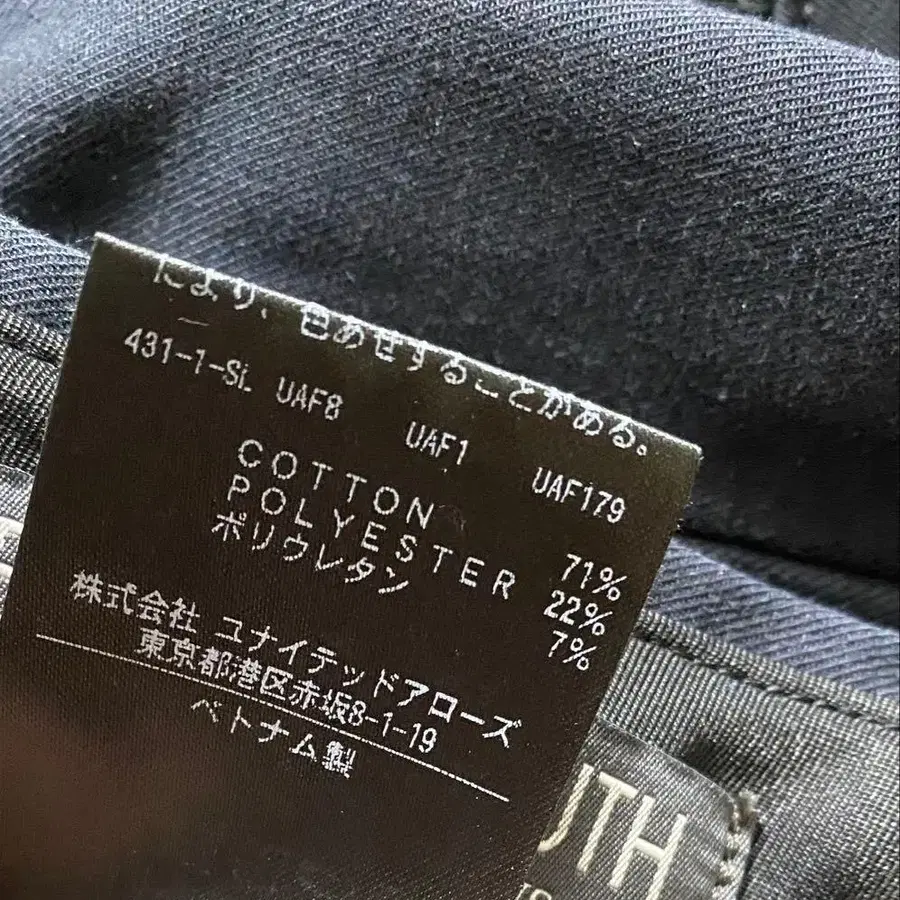 により、色あせすることがある。
431-1-SL UAF8 UAF1 UAF179
COTTON 71%
POLYESTER 22%
ポリウレタン 7%
株式会社 ユナイテッドアローズ
東京都港区赤坂8-1-19
ベトナム製
UTH